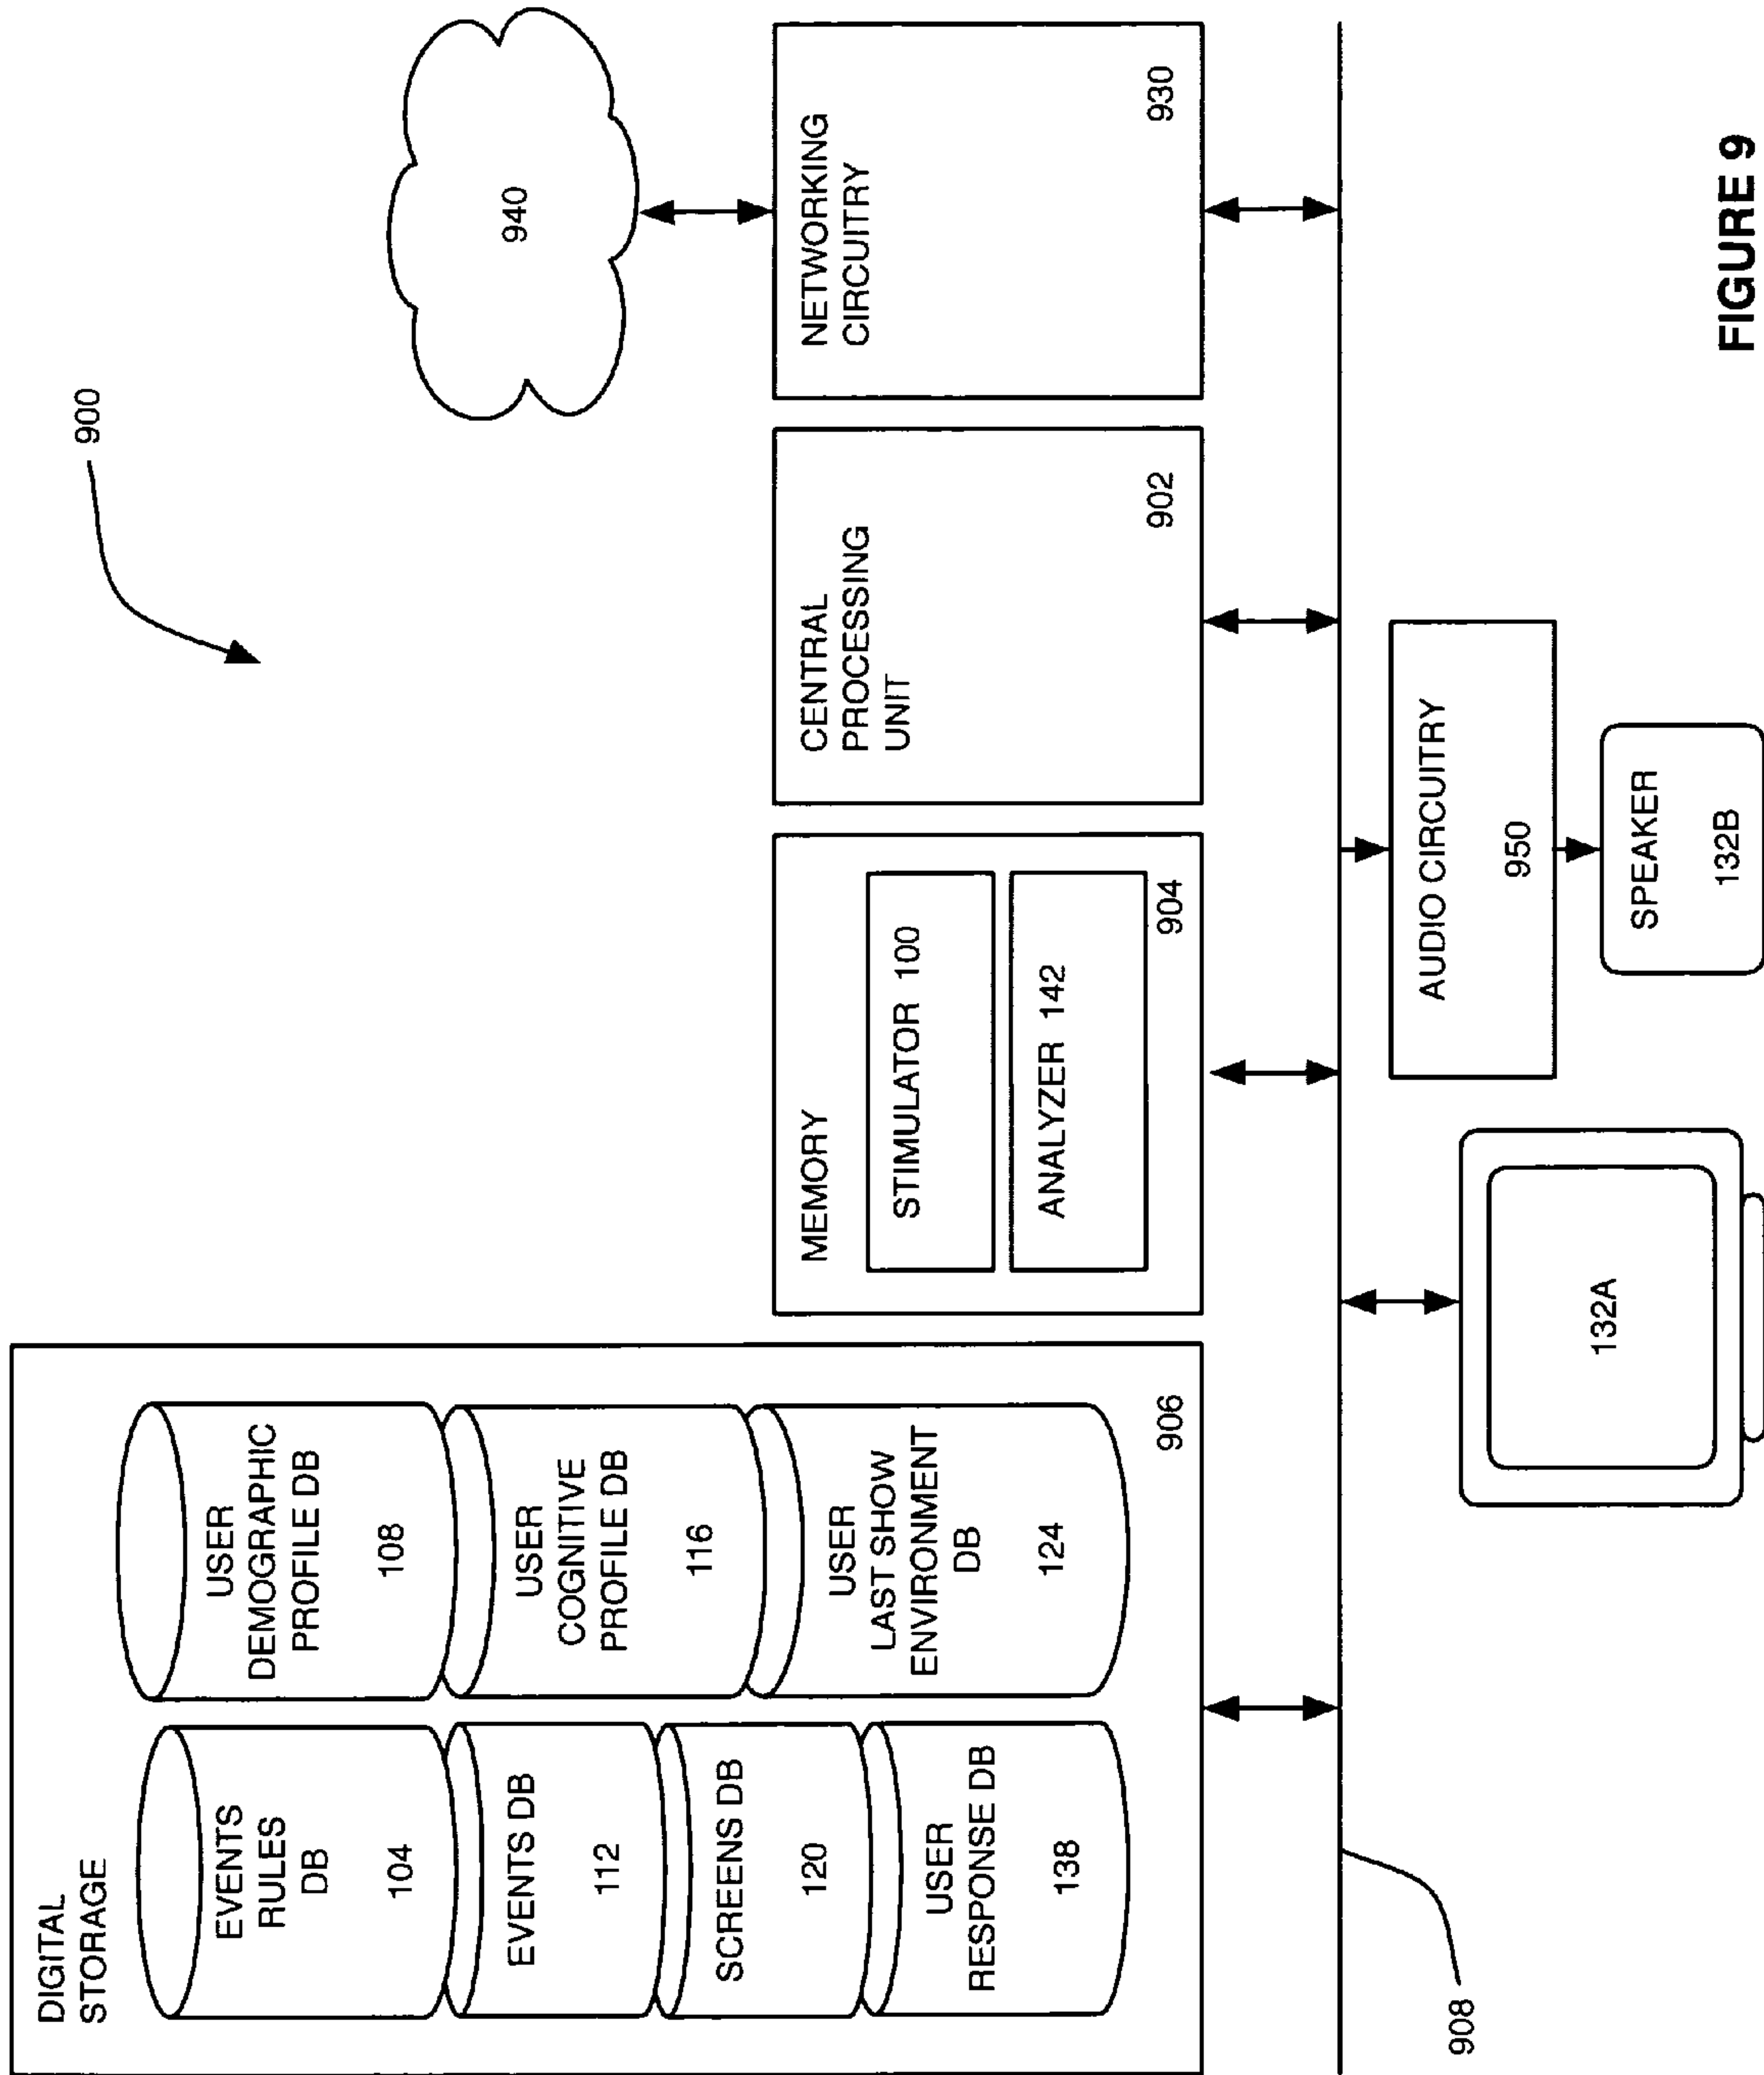 900
DIGITAL
STORAGE
EVENTS
RULES
DB
104
EVENTS DB
112
SCREENS DB
120
USER
RESPONSE DB
138
USER
DEMOGRAPHIC
PROFILE DB
108
USER
COGNITIVE
PROFILE DB
116
USER
LAST SHOW
ENVIRONMENT
DB
124
906
MEMORY
STIMULATOR 100
ANALYZER 142
904
CENTRAL
PROCESSING
UNIT
902
940
NETWORKING
CIRCUITRY
930
908
132A
AUDIO CIRCUITRY
950
SPEAKER
132B
FIGURE 9